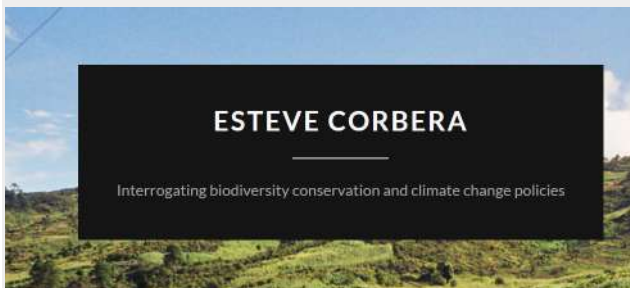 ESTEVE CORBERA
Interrogating biodiversity conservation and climate change policies